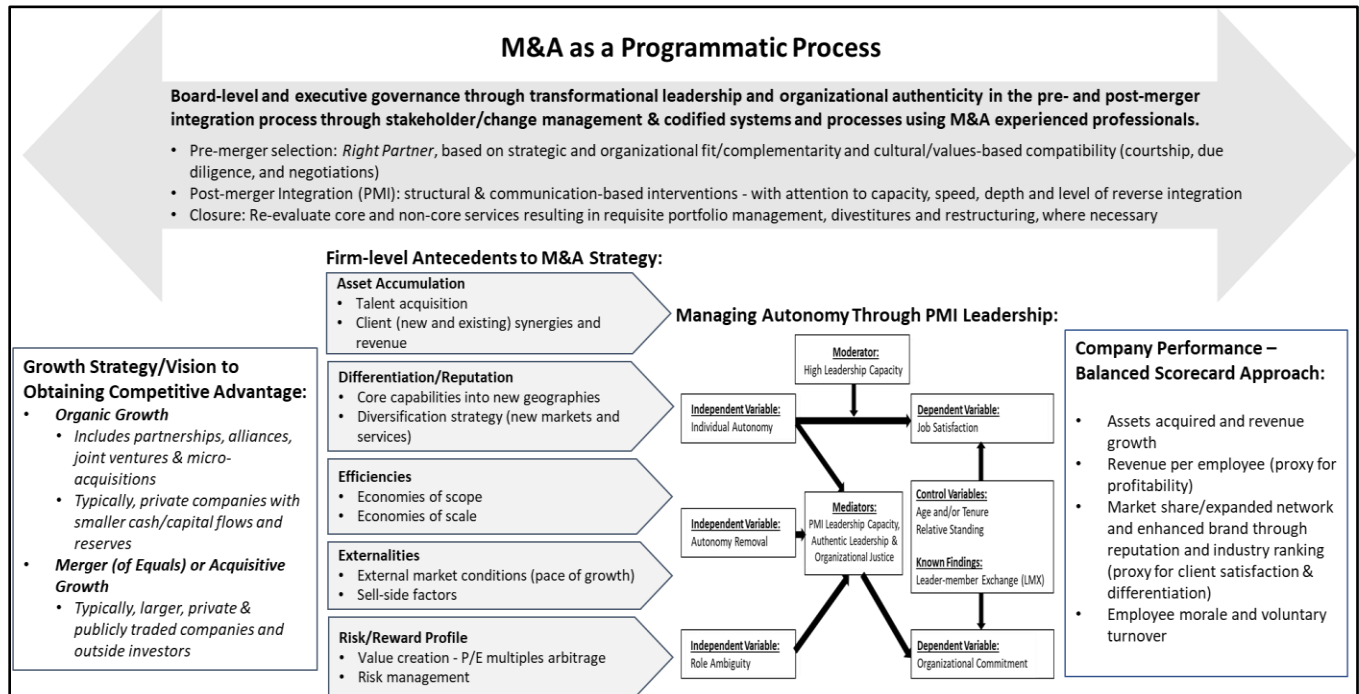 M&A as a Programmatic Process
Board-level and executive governance through transformational leadership and organizational authenticity in the pre- and post-merger
integration process through stakeholder/change management & codified systems and processes using M&A experienced professionals.
• Pre-merger selection: Right Partner, based on strategic and organizational fit/complementarity and cultural/values-based compatibility (courtship, due
diligence, and negotiations)
• Post-merger Integration (PMI): structural & communication-based interventions - with attention to capacity, speed, depth and level of reverse integration
• Closure: Re-evaluate core and non-core services resulting in requisite portfolio management, divestitures and restructuring, where necessary
Growth Strategy/Vision to
Obtaining Competitive Advantage:
• Organic Growth
• Includes partnerships, alliances,
joint ventures & micro-
acquisitions
• Typically, private companies with
smaller cash/capital flows and
reserves
• Merger (of Equals) or Acquisitive
Growth
• Typically, larger, private &
publicly traded companies and
outside investors
Firm-level Antecedents to M&A Strategy:
Asset Accumulation
• Talent acquisition
• Client (new and existing) synergies and
revenue
Differentiation/Reputation
• Core capabilities into new geographies
• Diversification strategy (new markets and
services)
Efficiencies
• Economies of scope
• Economies of scale
Externalities
• External market conditions (pace of growth)
• Sell-side factors
Risk/Reward Profile
• Value creation - P/E multiples arbitrage
• Risk management
Managing Autonomy Through PMI Leadership:
Moderator:
High Leadership Capacity
Independent Variable:
Individual Autonomy
Dependent Variable:
Job Satisfaction
Independent Variable:
Autonomy Removal
Mediators:
PMI Leadership Capacity,
Authentic Leadership &
Organizational Justice
Control Variables:
Age and/or Tenure
Relative Standing
Known Findings:
Leader-member Exchange (LMX)
Independent Variable:
Role Ambiguity
Dependent Variable:
Organizational Commitment
Company Performance –
Balanced Scorecard Approach:
• Assets acquired and revenue
growth
• Revenue per employee (proxy for
profitability)
• Market share/expanded network
and enhanced brand through
reputation and industry ranking
(proxy for client satisfaction &
differentiation)
• Employee morale and voluntary
turnover